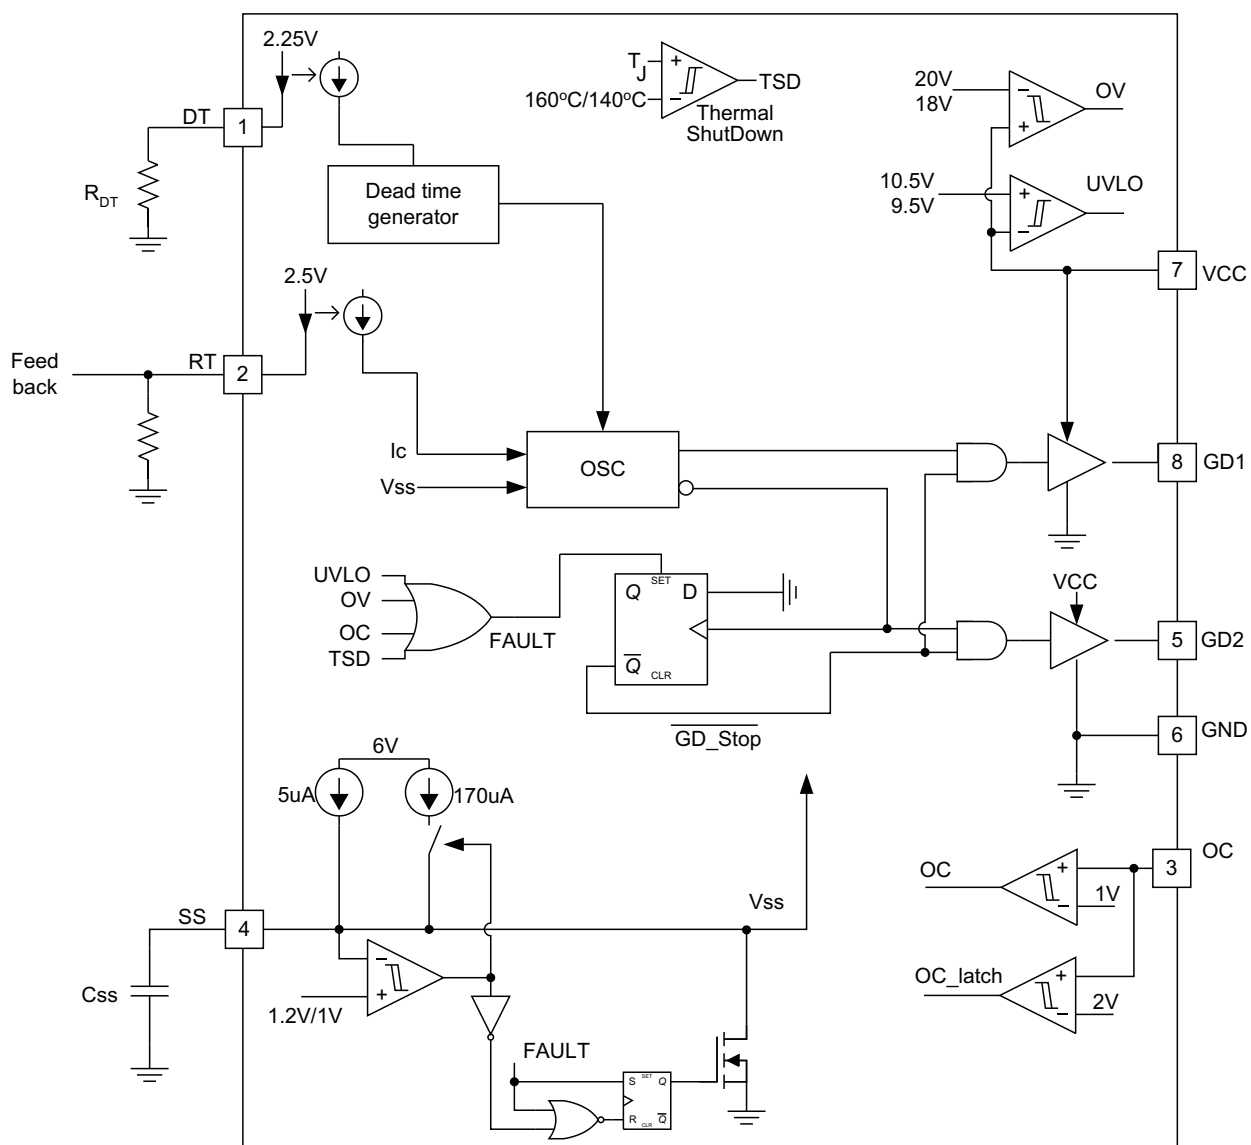 2.25V
DT
1
R_DT
Dead time
generator
T_J
+
160°C/140°C
−
TSD
Thermal
ShutDown
20V
18V
−
+
OV
10.5V
9.5V
+
−
UVLO
7
VCC
2.5V
Feed
back
RT
2
Ic
Vss
OSC
8
GD1
UVLO
OV
OC
TSD
FAULT
Q
SET
D
Q̅
CLR
G̅D̅_̅S̅t̅o̅p̅
VCC
5
GD2
6
GND
6V
5uA
170uA
Vss
SS
4
Css
−
+
1.2V/1V
FAULT
S
SET
Q
R
CLR
Q̅
OC
+
−
1V
3
OC
OC_latch
+
−
2V